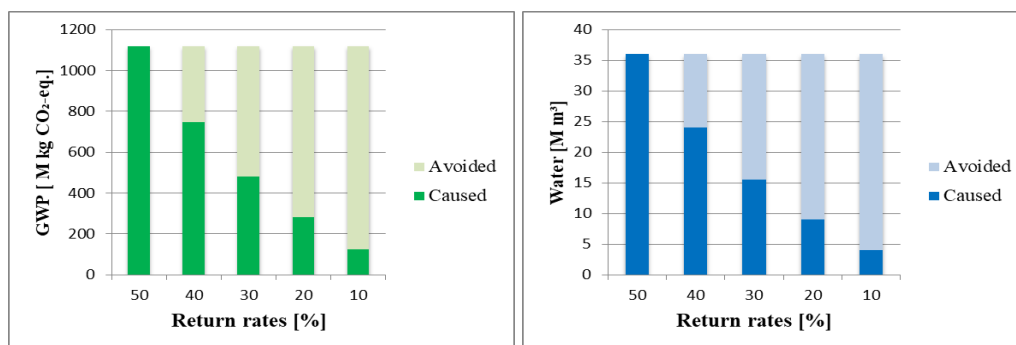 1200
1000
800
600
400
200
0
GWP [ M kg CO₂-eq.]
50 40 30 20 10
Return rates [%]
Avoided
Caused
40
35
30
25
20
15
10
5
0
Water [M m³]
50 40 30 20 10
Return rates [%]
Avoided
Caused